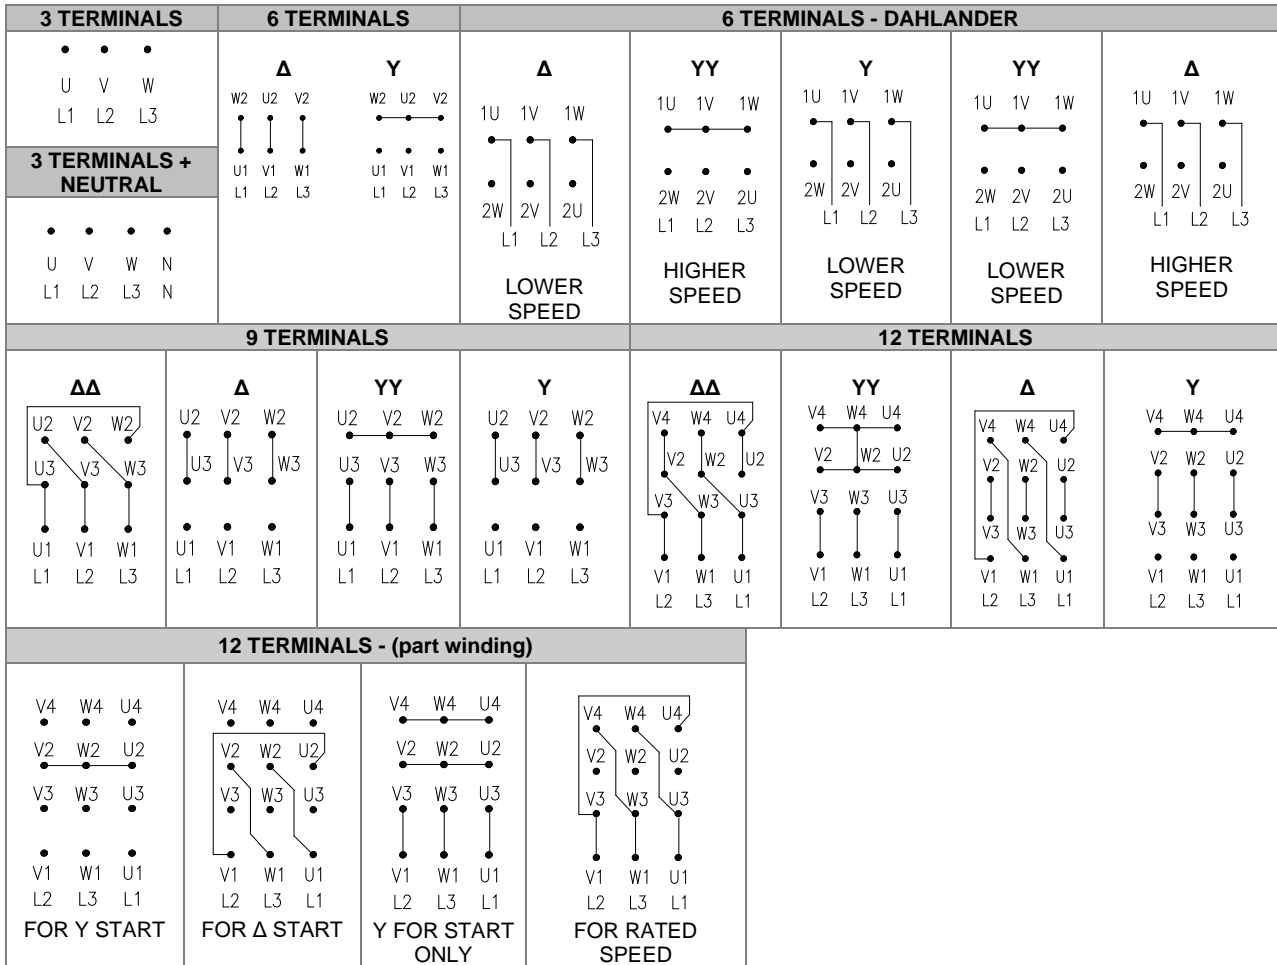 3 TERMINALS
U V W
L1 L2 L3
3 TERMINALS +
NEUTRAL
U V W N
L1 L2 L3 N
6 TERMINALS
Δ
W2 U2 V2
U1 V1 W1
L1 L2 L3
Y
W2 U2 V2
U1 V1 W1
L1 L2 L3
6 TERMINALS - DAHLANDER
Δ
1U 1V 1W
2W 2V 2U
L1 L2 L3
LOWER
SPEED
YY
1U 1V 1W
2W 2V 2U
L1 L2 L3
HIGHER
SPEED
Y
1U 1V 1W
2W 2V 2U
L1 L2 L3
LOWER
SPEED
YY
1U 1V 1W
2W 2V 2U
L1 L2 L3
LOWER
SPEED
Δ
1U 1V 1W
2W 2V 2U
L1 L2 L3
HIGHER
SPEED
9 TERMINALS
ΔΔ
U2 V2 W2
U3 V3 W3
U1 V1 W1
L1 L2 L3
Δ
U2 V2 W2
U3 V3 W3
U1 V1 W1
L1 L2 L3
YY
U2 V2 W2
U3 V3 W3
U1 V1 W1
L1 L2 L3
Y
U2 V2 W2
U3 V3 W3
U1 V1 W1
L1 L2 L3
12 TERMINALS
ΔΔ
V4 W4 U4
V2 W2 U2
V3 W3 U3
V1 W1 U1
L2 L3 L1
YY
V4 W4 U4
V2 W2 U2
V3 W3 U3
V1 W1 U1
L2 L3 L1
Δ
V4 W4 U4
V2 W2 U2
V3 W3 U3
V1 W1 U1
L2 L3 L1
Y
V4 W4 U4
V2 W2 U2
V3 W3 U3
V1 W1 U1
L2 L3 L1
12 TERMINALS - (part winding)
V4 W4 U4
V2 W2 U2
V3 W3 U3
V1 W1 U1
L2 L3 L1
FOR Y START
V4 W4 U4
V2 W2 U2
V3 W3 U3
V1 W1 U1
L2 L3 L1
FOR Δ START
V4 W4 U4
V2 W2 U2
V3 W3 U3
V1 W1 U1
L2 L3 L1
Y FOR START
ONLY
V4 W4 U4
V2 W2 U2
V3 W3 U3
V1 W1 U1
L2 L3 L1
FOR RATED
SPEED